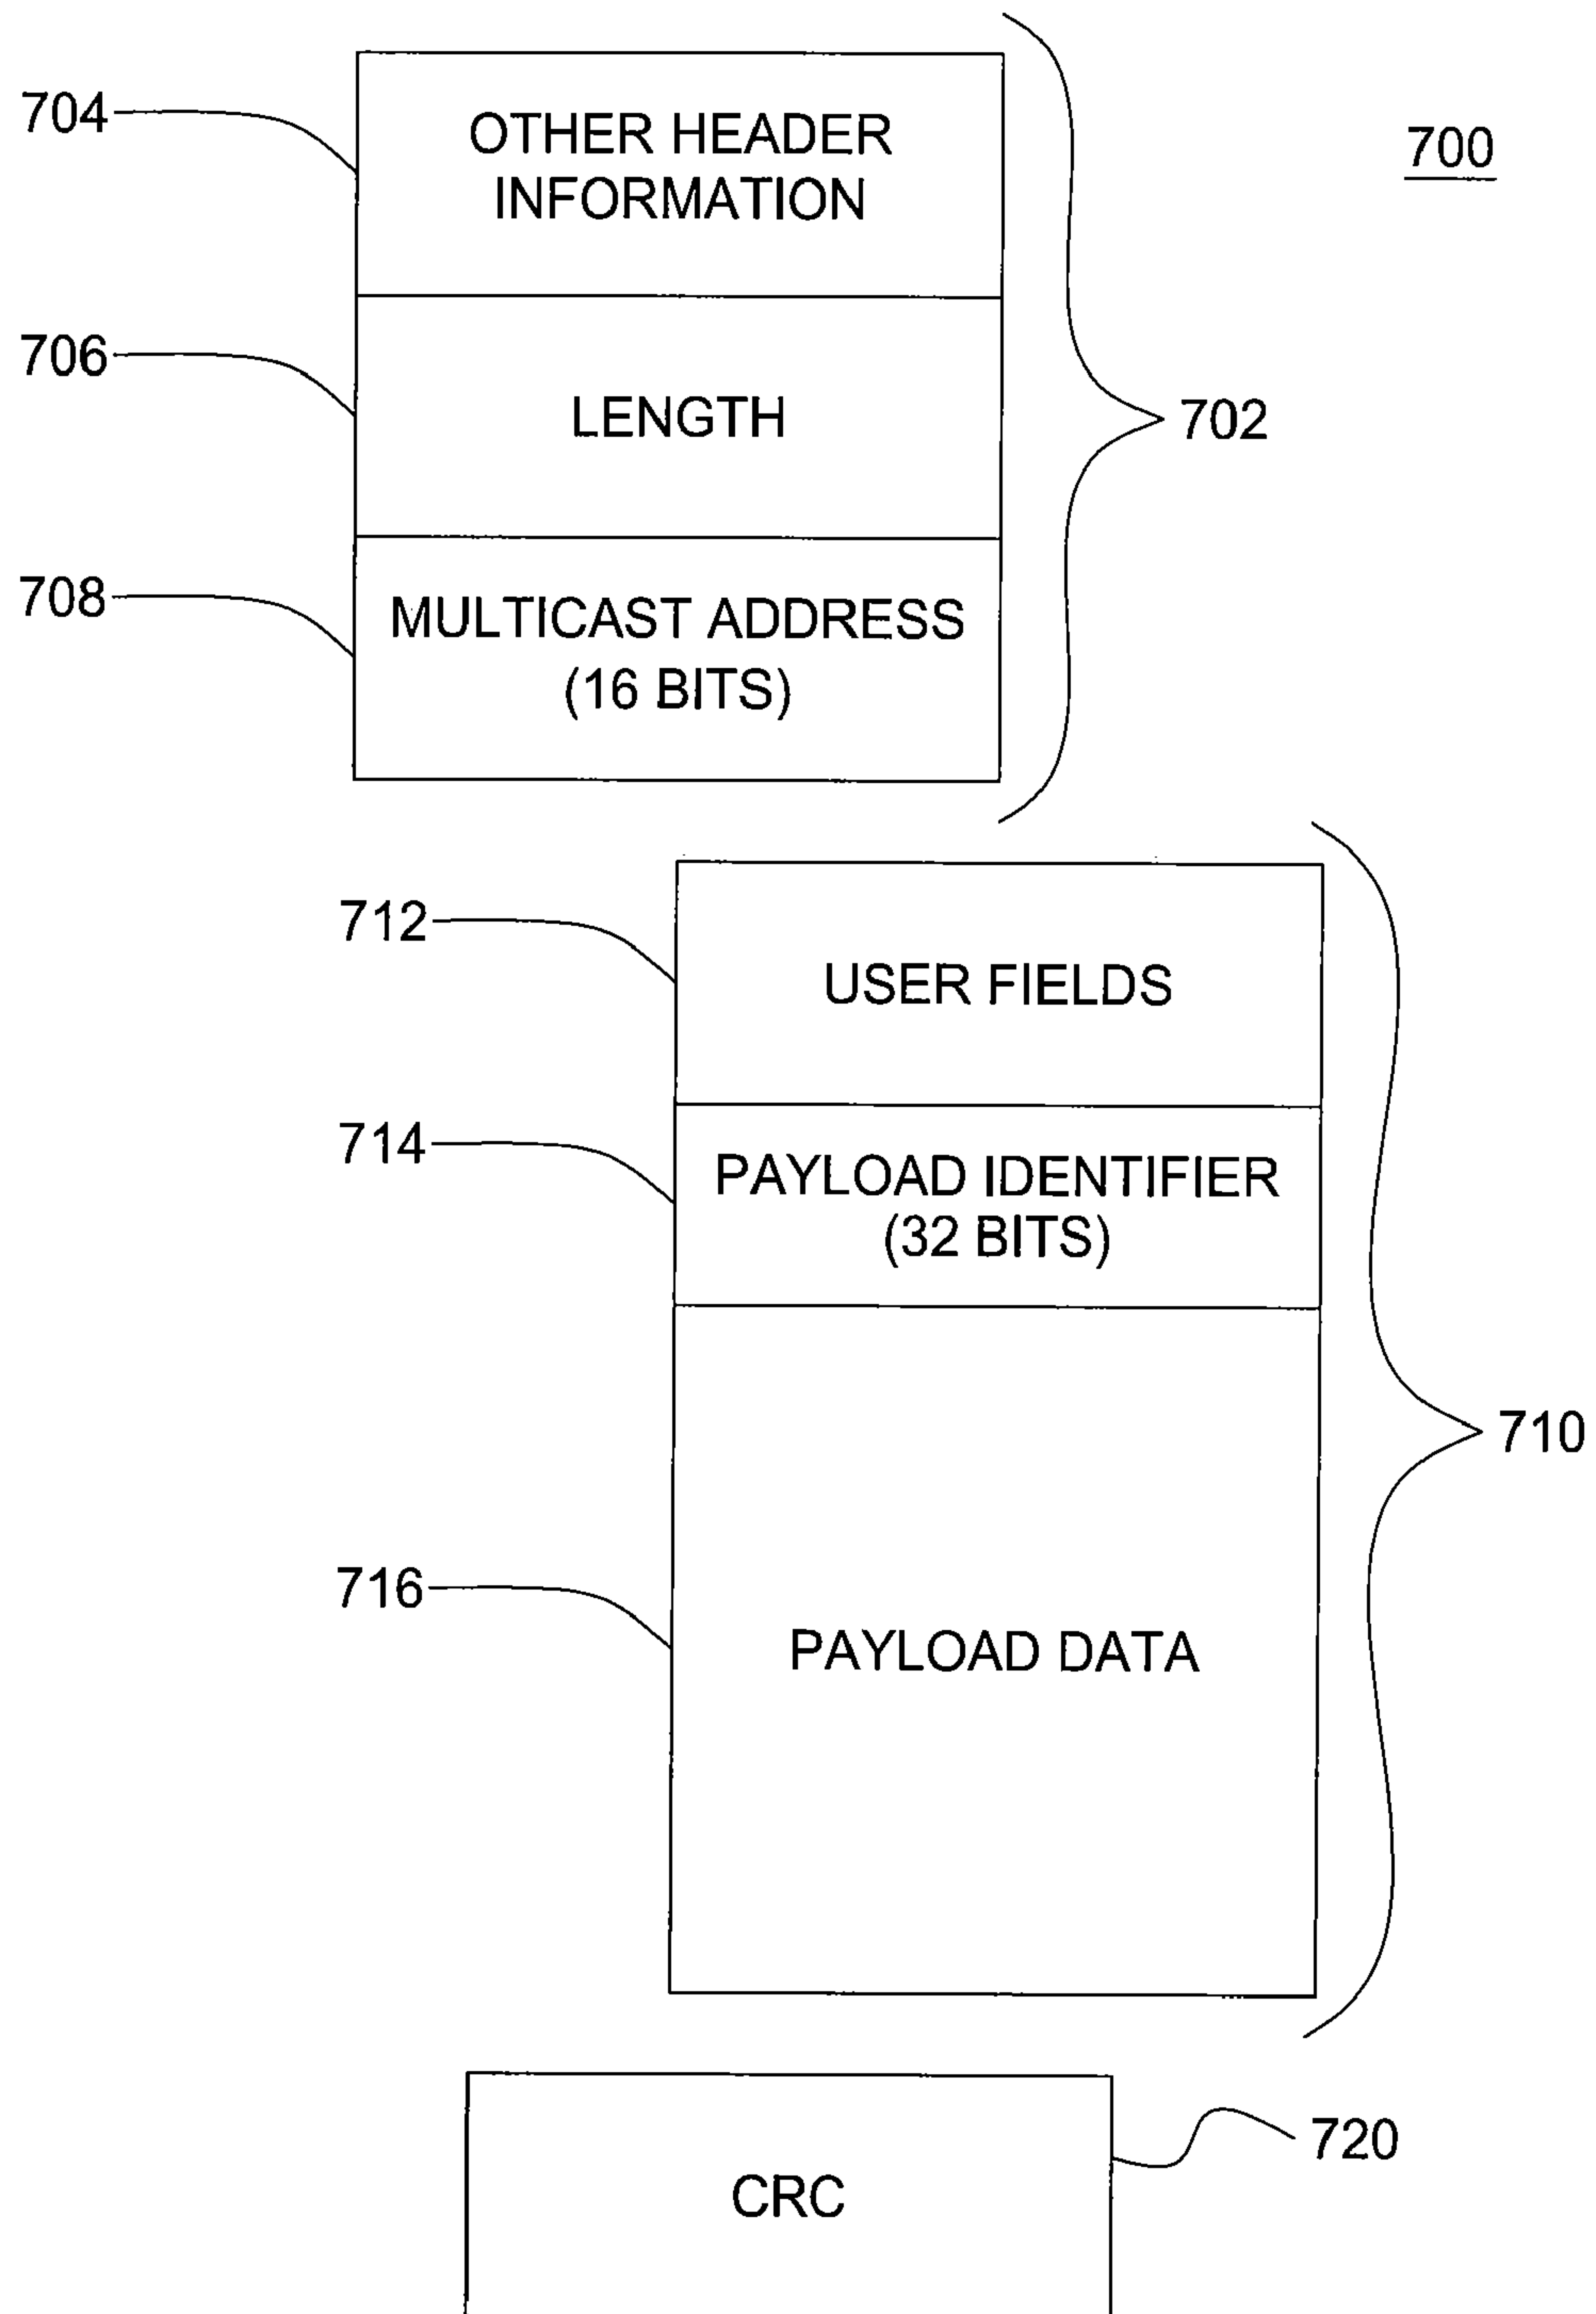 700
704
OTHER HEADER
INFORMATION
706
LENGTH
702
708
MULTICAST ADDRESS
(16 BITS)
712
USER FIELDS
714
PAYLOAD IDENTIFIER
(32 BITS)
710
716
PAYLOAD DATA
720
CRC